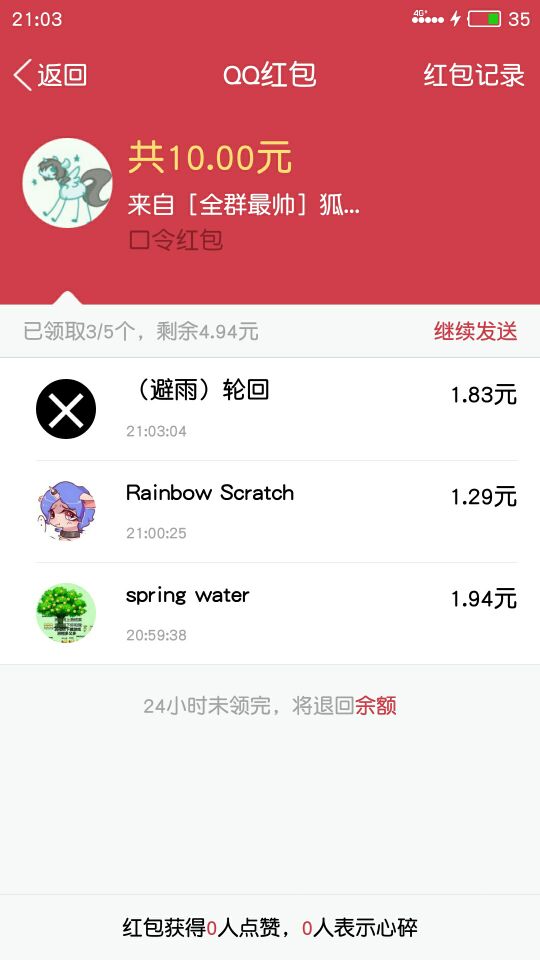 21:03
4G+
35
返回
QQ红包
红包记录
共10.00元
来自［全群最帅］狐...
口令红包
已领取3/5个，剩余4.94元
继续发送
（避雨）轮回
1.83元
21:03:04
Rainbow Scratch
1.29元
21:00:25
spring water
1.94元
20:59:38
24小时未领完，将退回余额
红包获得0人点赞，0人表示心碎